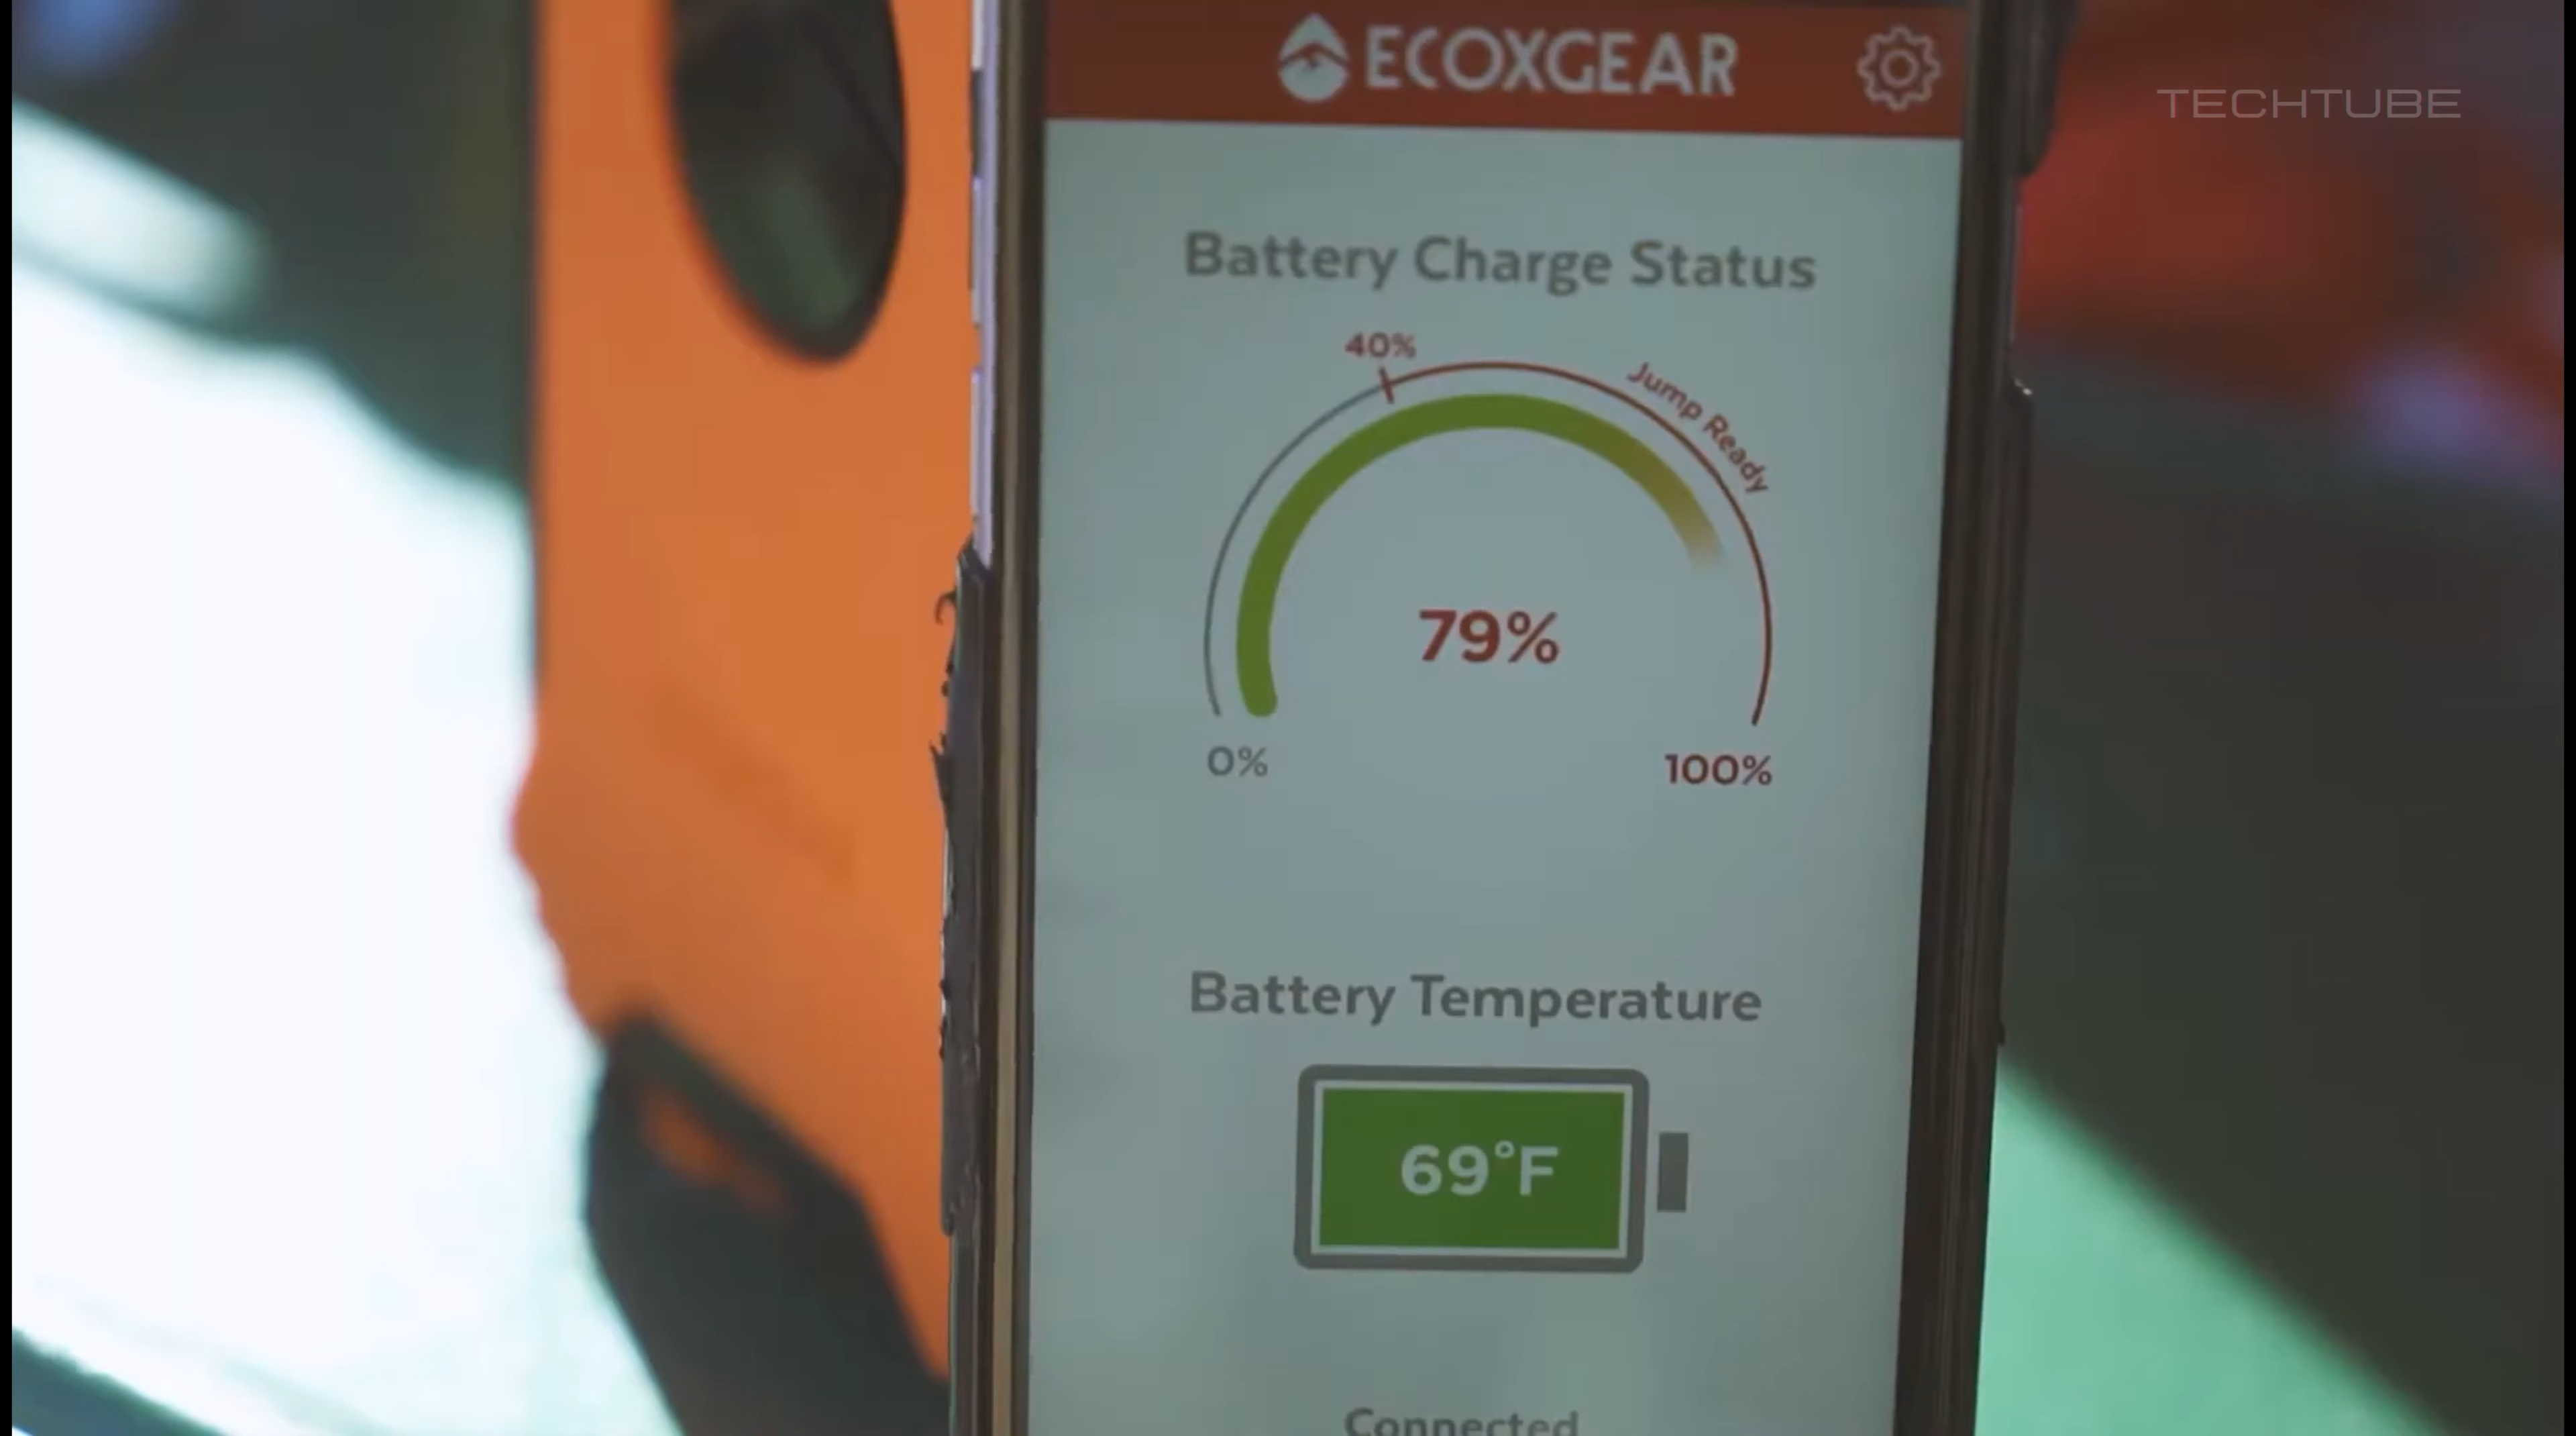 ECOXGEAR
TECHTUBE
Battery Charge Status
40%
Jump Ready
79%
0%
100%
Battery Temperature
69°F
Connected